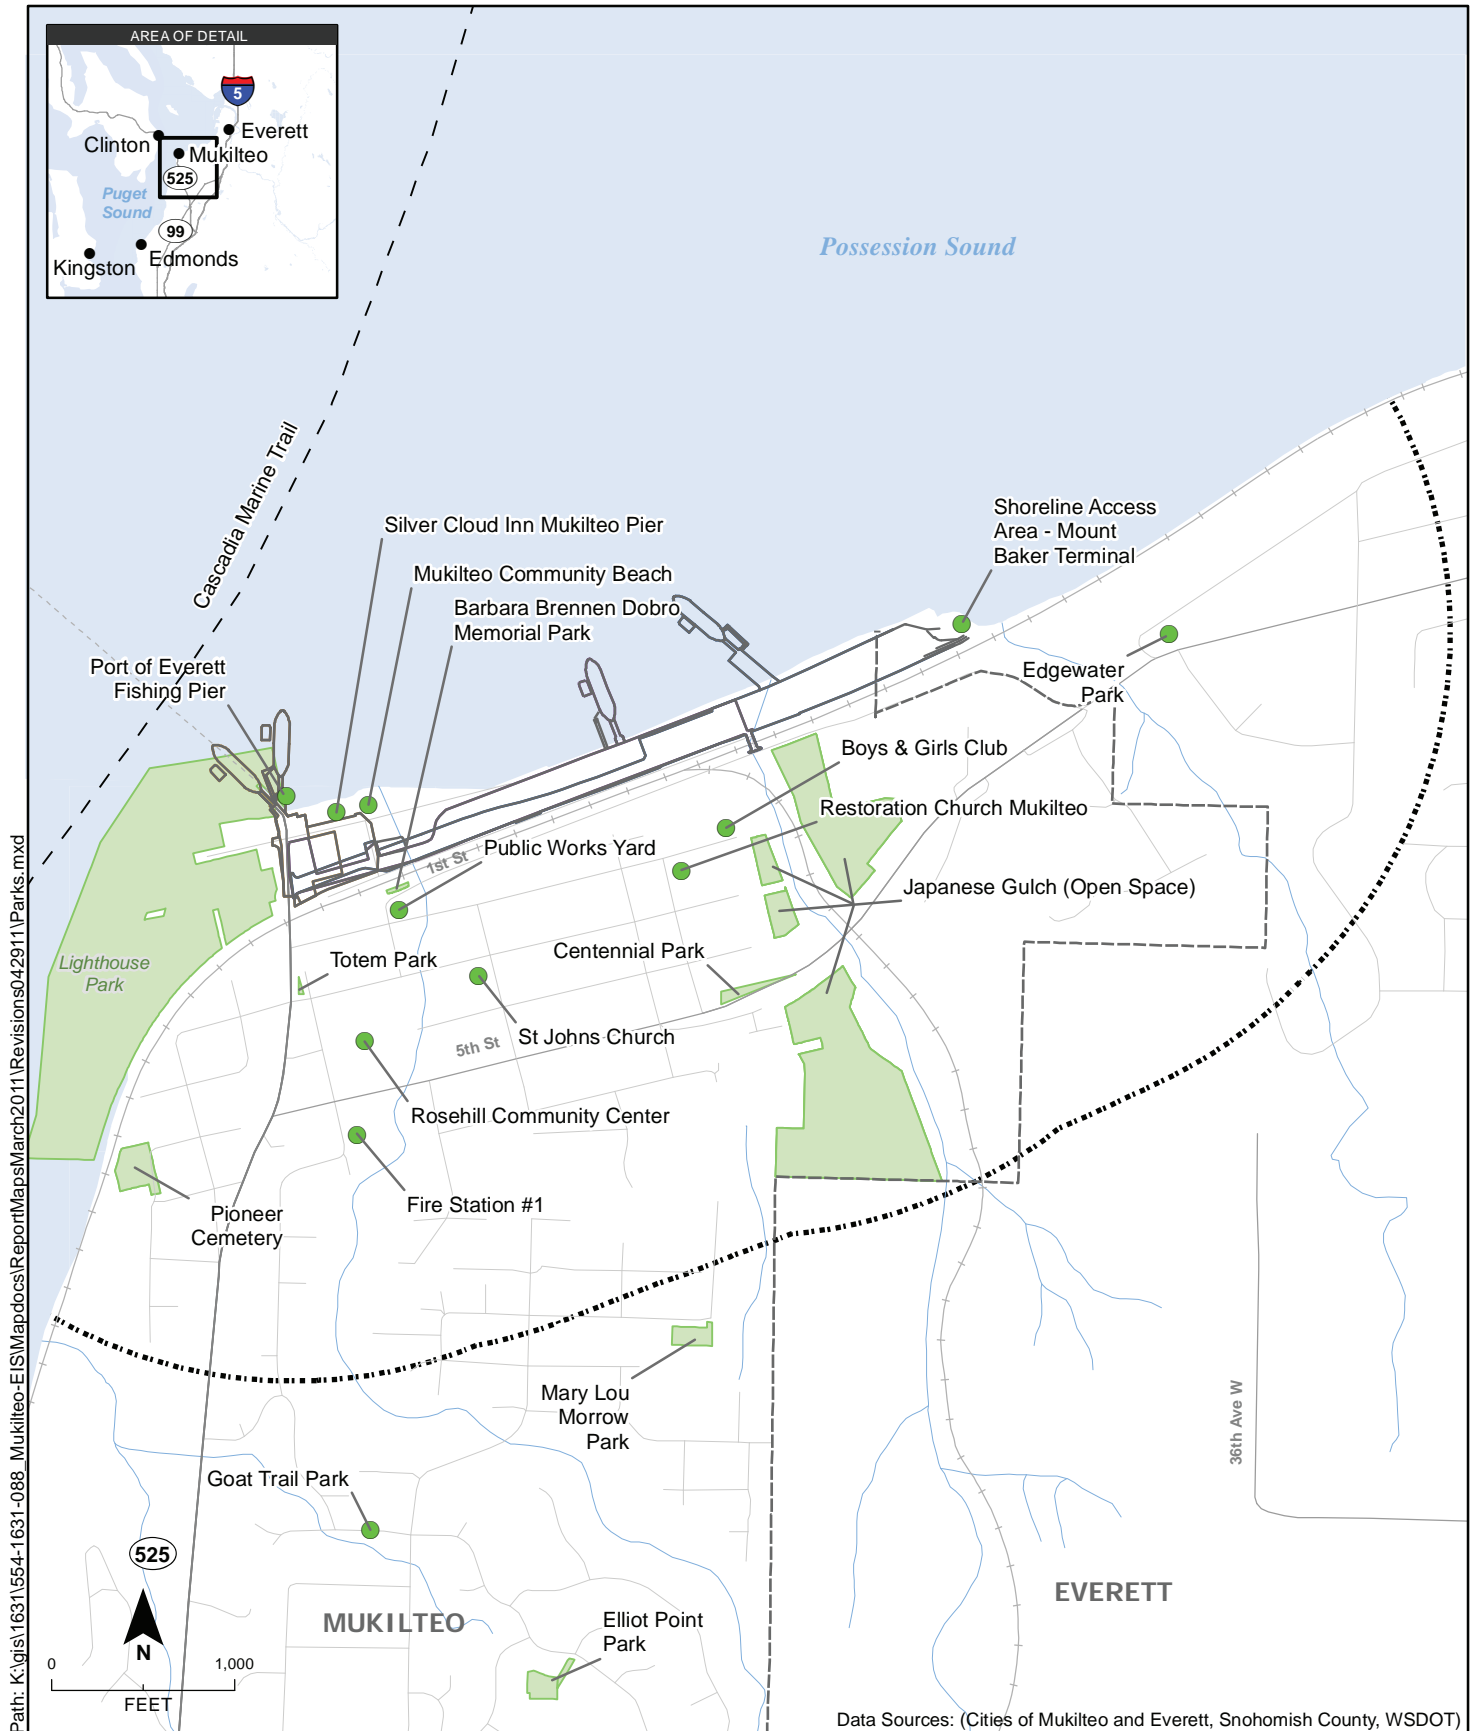 AREA OF DETAIL
5
Everett
Clinton
Mukilteo
525
Puget
Sound
99
Edmonds
Kingston
Possession Sound
Cascadia Marine Trail
Silver Cloud Inn Mukilteo Pier
Shoreline Access
Area - Mount
Baker Terminal
Mukilteo Community Beach
Barbara Brennen Dobro
Memorial Park
Port of Everett
Fishing Pier
Edgewater
Park
Boys & Girls Club
Restoration Church Mukilteo
Public Works Yard
1st St
Japanese Gulch (Open Space)
Centennial Park
Totem Park
Lighthouse
Park
St Johns Church
5th St
Rosehill Community Center
Fire Station #1
Pioneer
Cemetery
Mary Lou
Morrow
Park
36th Ave W
Goat Trail Park
525
N
0
1,000
FEET
MUKILTEO
EVERETT
Elliot Point
Park
Data Sources: (Cities of Mukilteo and Everett, Snohomish County, WSDOT)
Path: K:\gis\1631\554-1631-088_Mukilteo-EIS\Mapdocs\ReportMapsMarch2011\Revisions042911\Parks.mxd